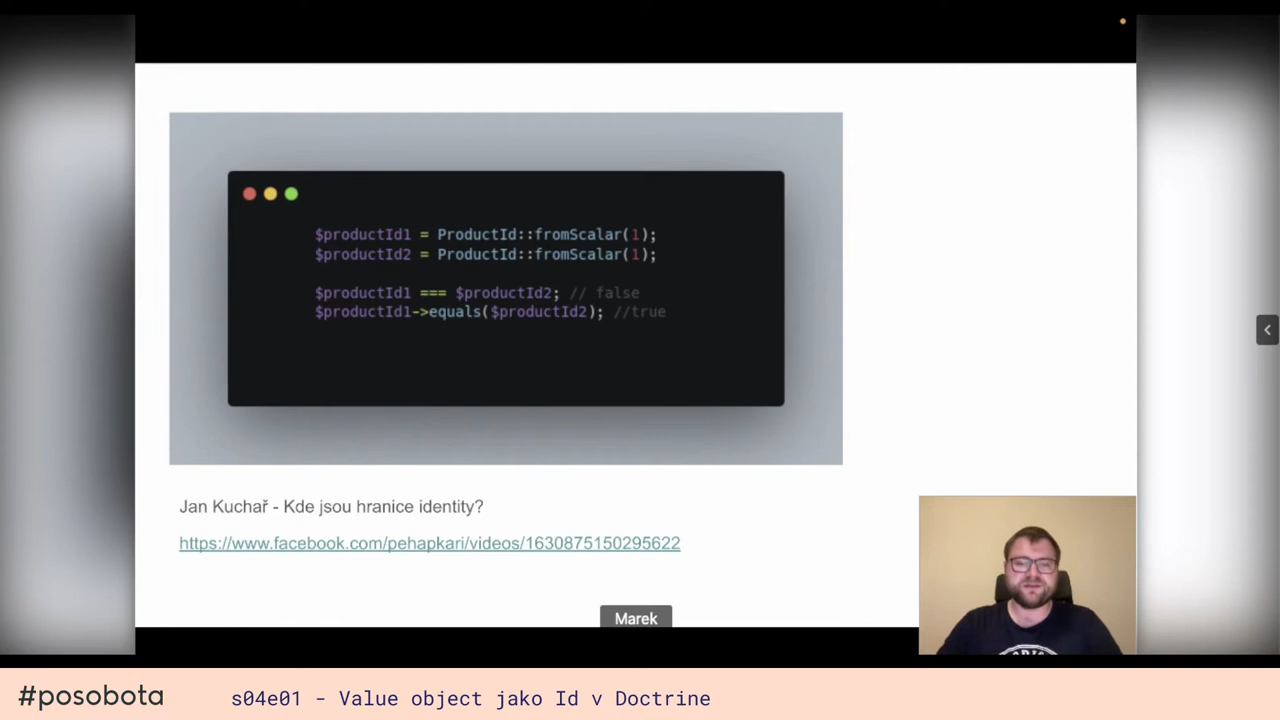 $productId1 = ProductId::fromScalar(1);
$productId2 = ProductId::fromScalar(1);
$productId1 === $productId2; // false
$productId1->equals($productId2); //true
Jan Kuchař - Kde jsou hranice identity?
https://www.facebook.com/pehapkari/videos/1630875150295622
Marek
#posobota
s04e01 - Value object jako Id v Doctrine